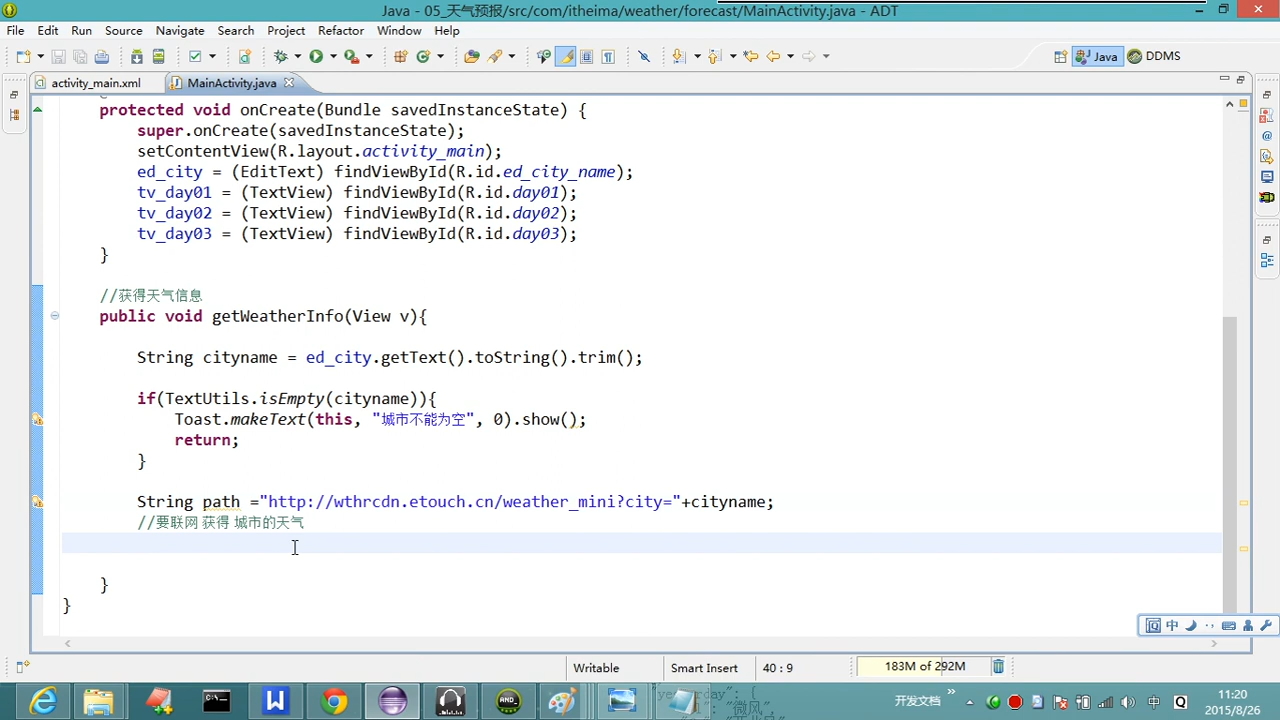 Java - 05_天气预报/src/com/itheima/weather/forecast/MainActivity.java - ADT
File Edit Run Source Navigate Search Project Refactor Window Help
Java DDMS
activity_main.xml MainActivity.java
protected void onCreate(Bundle savedInstanceState) {
super.onCreate(savedInstanceState);
setContentView(R.layout.activity_main);
ed_city = (EditText) findViewById(R.id.ed_city_name);
tv_day01 = (TextView) findViewById(R.id.day01);
tv_day02 = (TextView) findViewById(R.id.day02);
tv_day03 = (TextView) findViewById(R.id.day03);
}
//获得天气信息
public void getWeatherInfo(View v){
String cityname = ed_city.getText().toString().trim();
if(TextUtils.isEmpty(cityname)){
Toast.makeText(this, "城市不能为空", 0).show();
return;
}
String path ="http://wthrcdn.etouch.cn/weather_mini?city="+cityname;
//要联网 获得 城市的天气
}
}
中
Writable Smart Insert 40 : 9 183M of 292M
开发文档 中 11:20
2015/8/26